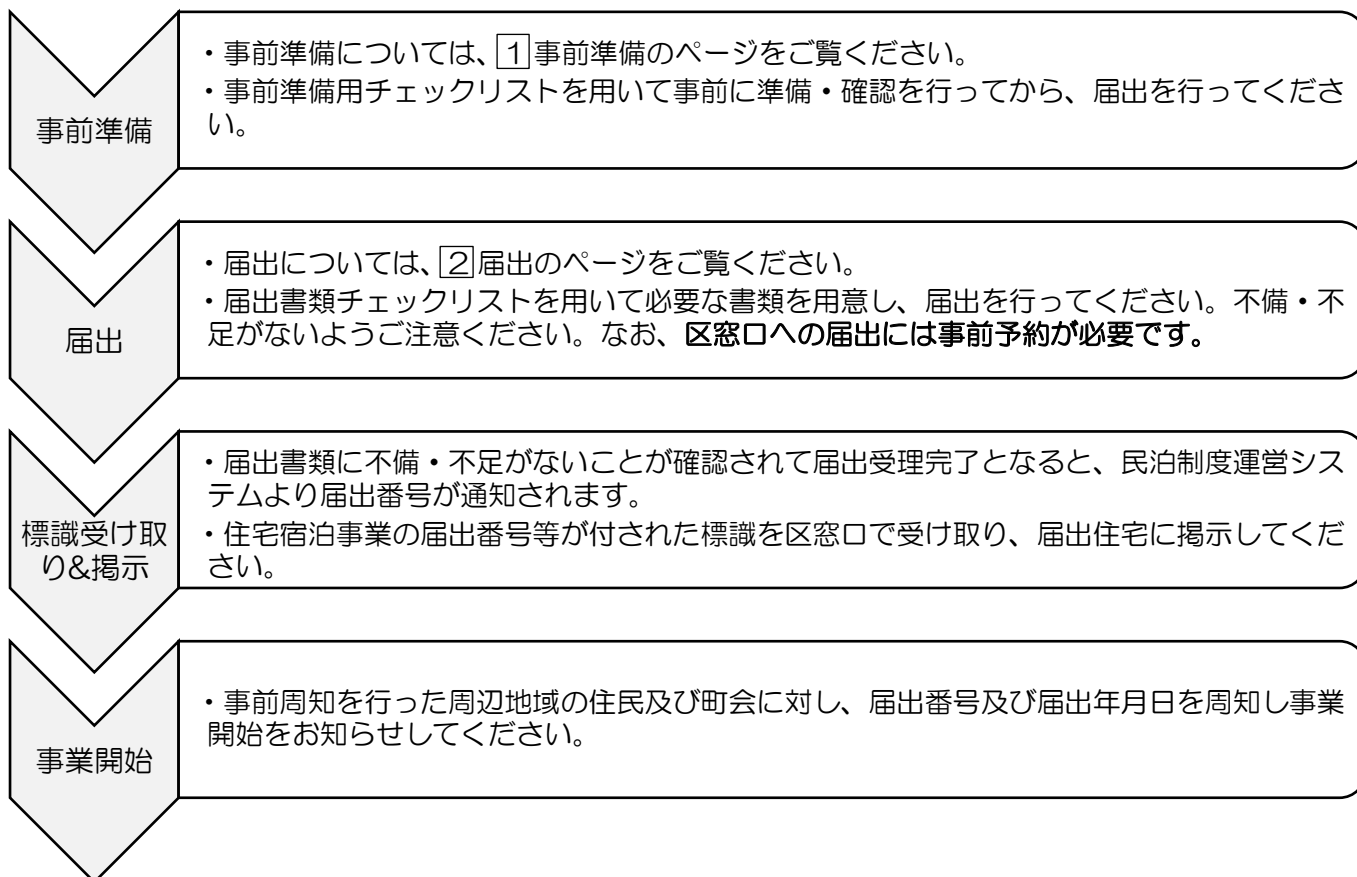 ・事前準備については、1事前準備のページをご覧ください。
・事前準備用チェックリストを用いて事前に準備・確認を行ってから、届出を行ってくださ
い。
事前準備
・届出については、2届出のページをご覧ください。
・届出書類チェックリストを用いて必要な書類を用意し、届出を行ってください。不備・不
足がないようご注意ください。なお、区窓口への届出には事前予約が必要です。
届出
・届出書類に不備・不足がないことが確認されて届出受理完了となると、民泊制度運営シス
テムより届出番号が通知されます。
・住宅宿泊事業の届出番号等が付された標識を区窓口で受け取り、届出住宅に掲示してくだ
さい。
標識受け取
り&掲示
・事前周知を行った周辺地域の住民及び町会に対し、届出番号及び届出年月日を周知し事業
開始をお知らせしてください。
事業開始